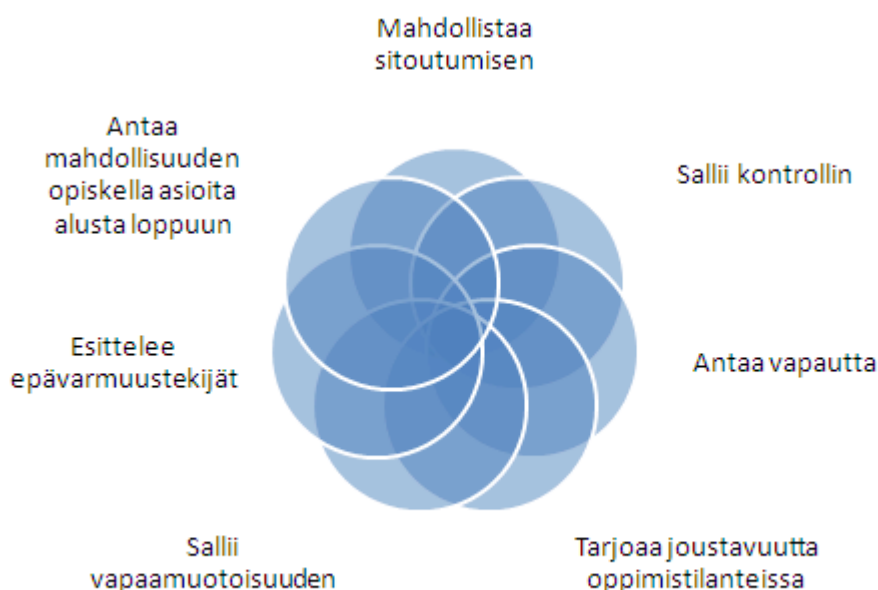 Mahdollistaa
sitoutumisen
Antaa
mahdollisuuden
opiskella asioita
alusta loppuun
Sallii kontrollin
Esittelee
epävarmuustekijät
Antaa vapautta
Sallii
vapaamuotoisuuden
Tarjoaa joustavuutta
oppimistilanteissa